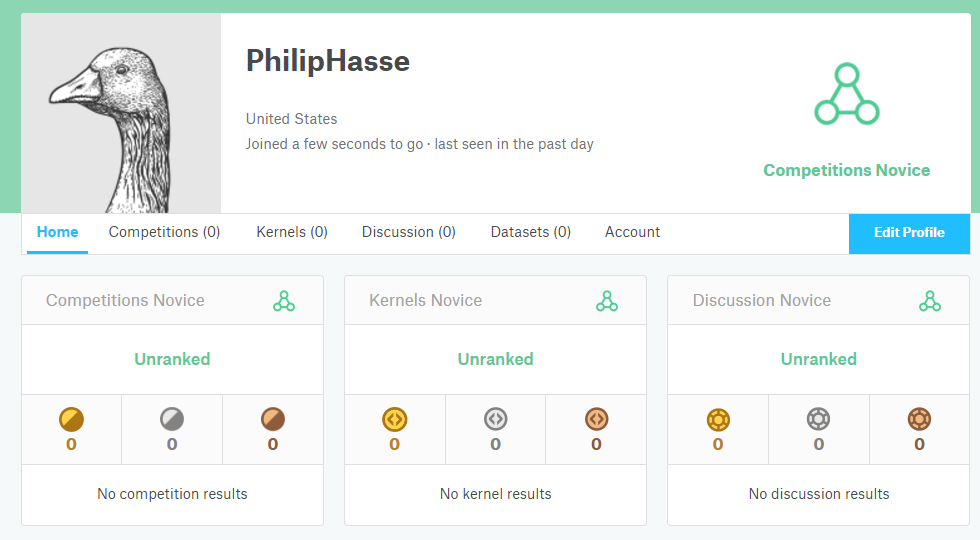 PhilipHasse
United States
Joined a few seconds to go · last seen in the past day
Competitions Novice
Home Competitions (0) Kernels (0) Discussion (0) Datasets (0) Account Edit Profile
Competitions Novice
Unranked
0 0 0
No competition results
Kernels Novice
Unranked
0 0 0
No kernel results
Discussion Novice
Unranked
0 0 0
No discussion results